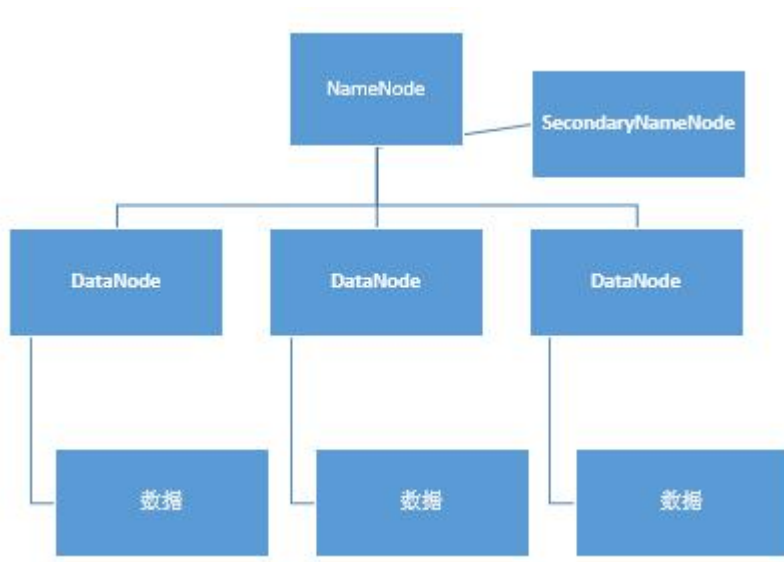 NameNode
SecondaryNameNode
DataNode
DataNode
DataNode
数据
数据
数据